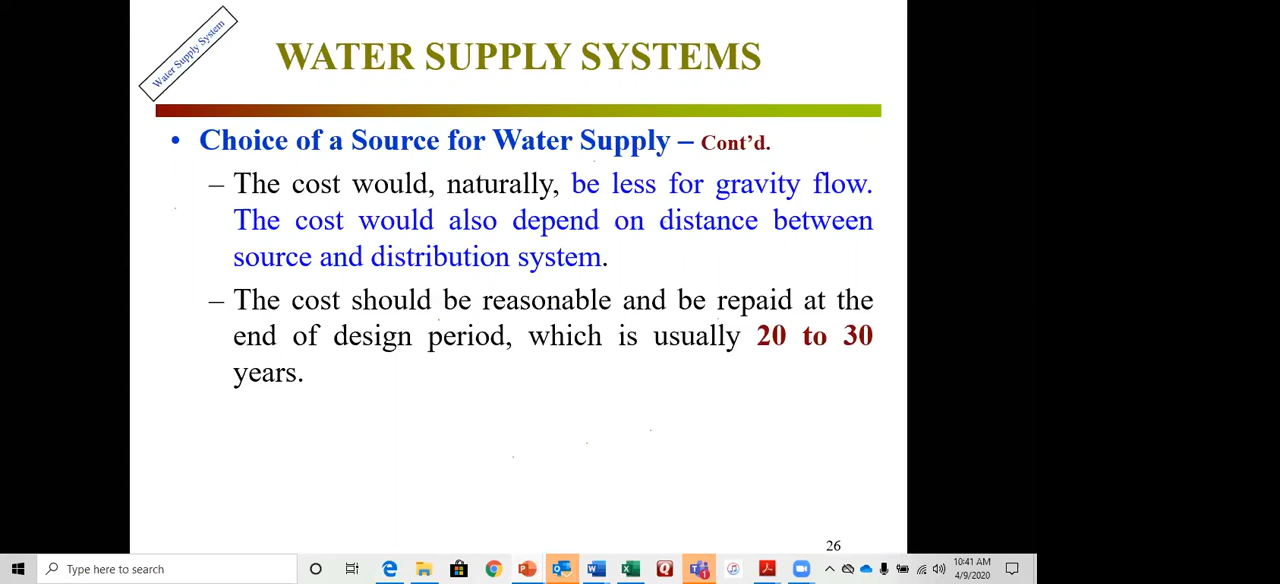 Water Supply System
WATER SUPPLY SYSTEMS
• Choice of a Source for Water Supply – Cont’d.
– The cost would, naturally, be less for gravity flow.
The cost would also depend on distance between
source and distribution system.
– The cost should be reasonable and be repaid at the
end of design period, which is usually 20 to 30
years.
26
Type here to search
10:41 AM
4/9/2020